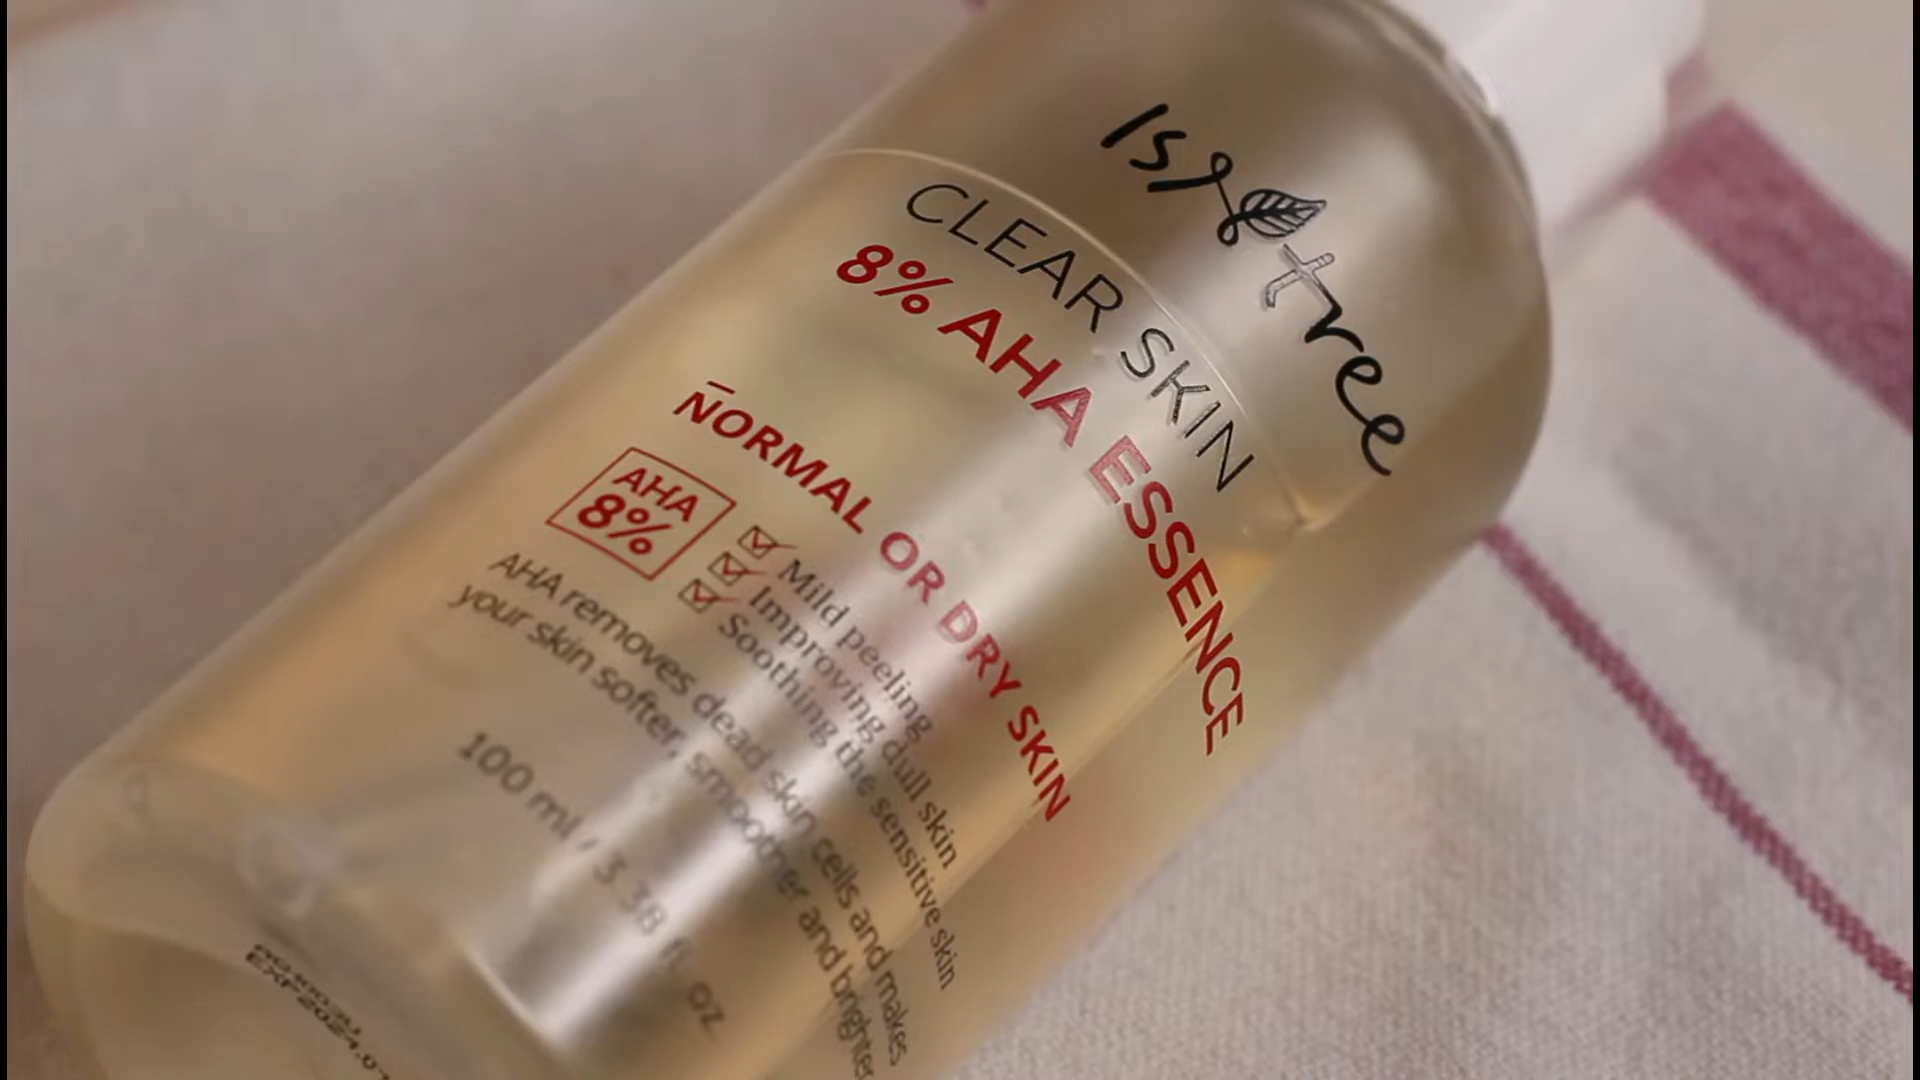 Isntree
CLEAR SKIN
8% AHA ESSENCE
NORMAL OR DRY SKIN
AHA
8%
Mild peeling
Improving dull skin
Soothing the sensitive skin
AHA removes dead skin cells and makes
your skin softer, smoother and brighter
100 ml / 3.38 fl. oz
EXP2024.0